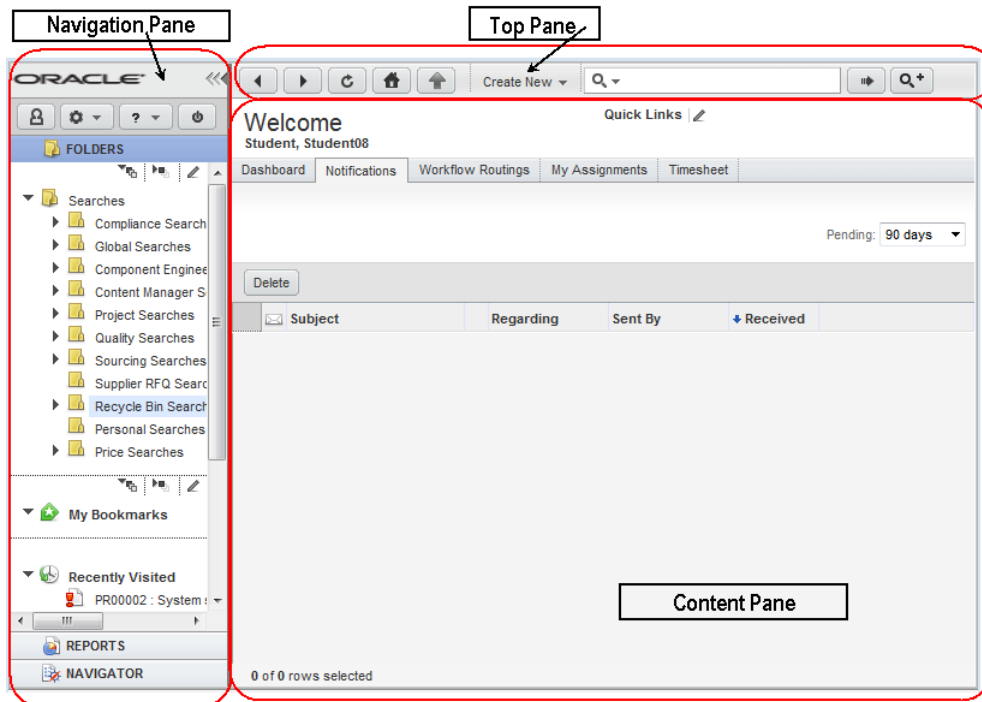 Navigation Pane
Top Pane
ORACLE
Create New
Welcome
Student, Student08
Quick Links
FOLDERS
Dashboard
Notifications
Workflow Routings
My Assignments
Timesheet
Searches
Compliance Search
Global Searches
Component Enginee
Content Manager S
Project Searches
Quality Searches
Sourcing Searches
Supplier RFQ Searc
Recycle Bin Search
Personal Searches
Price Searches
My Bookmarks
Recently Visited
PR00002 : System s
REPORTS
NAVIGATOR
Pending: 90 days
Delete
Subject
Regarding
Sent By
Received
Content Pane
0 of 0 rows selected